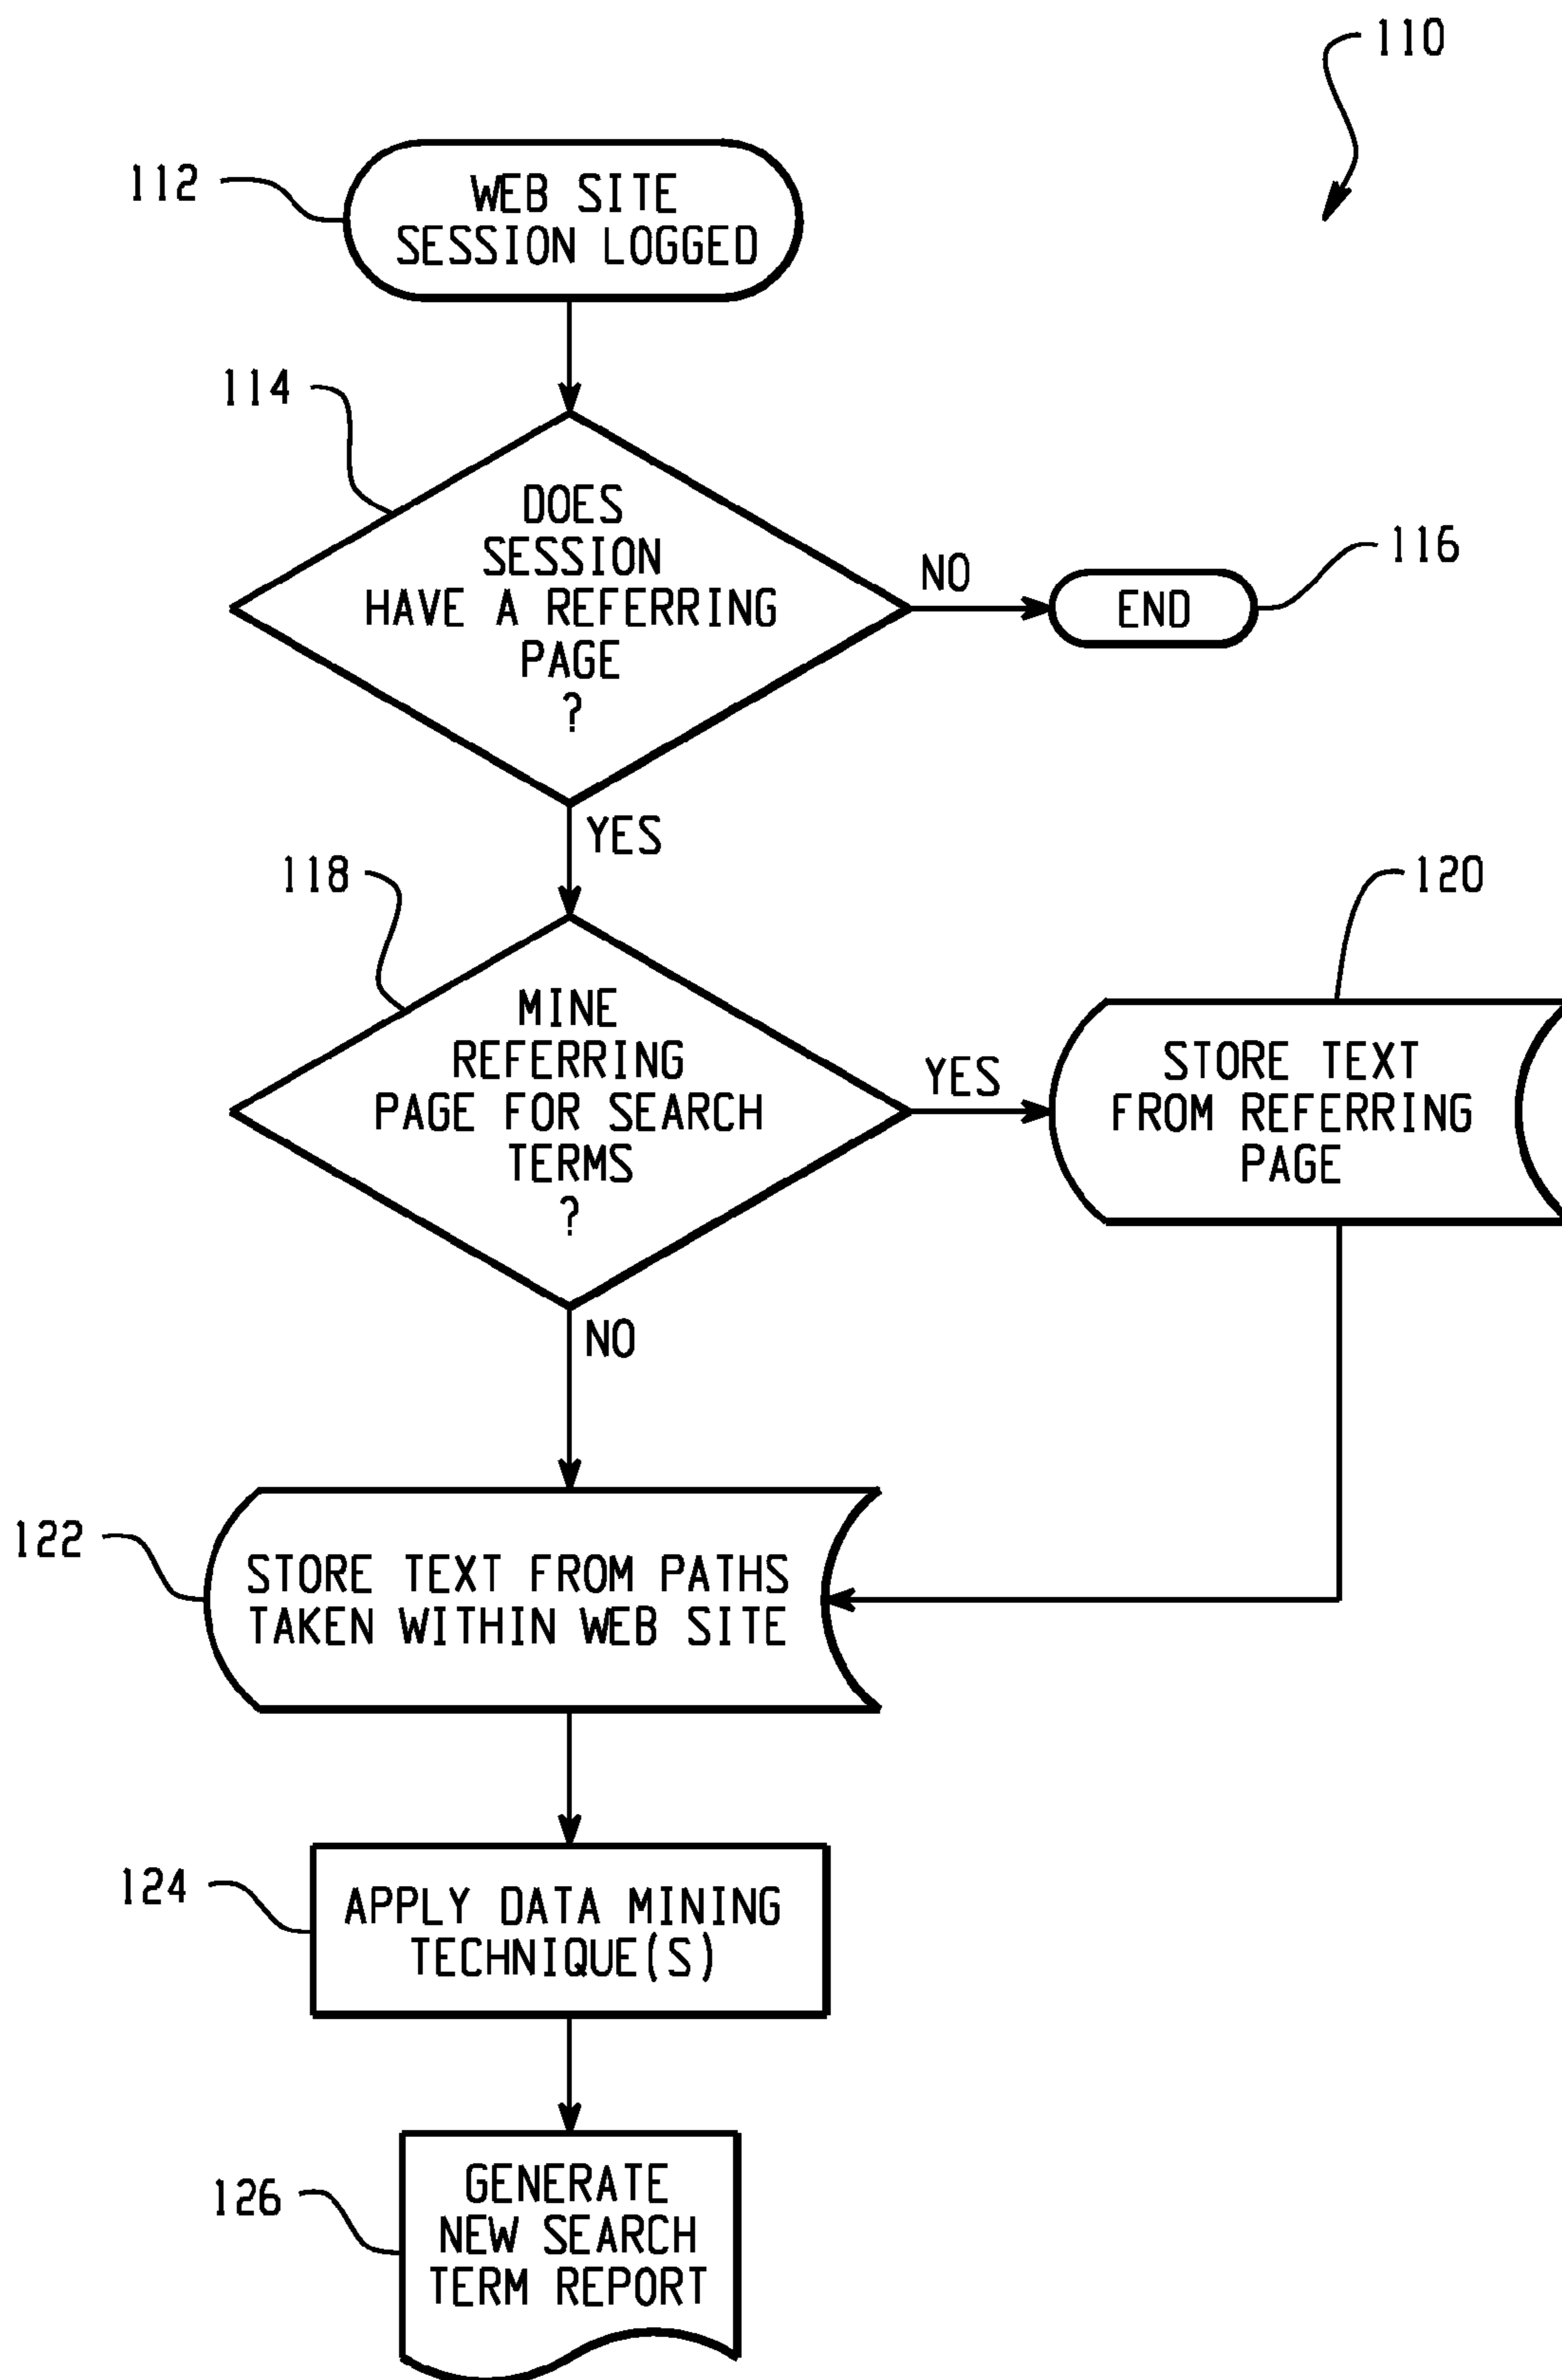 110
112
WEB SITE
SESSION LOGGED
114
DOES
SESSION
HAVE A REFERRING
PAGE
?
NO
116
END
YES
118
MINE
REFERRING
PAGE FOR SEARCH
TERMS
?
YES
120
STORE TEXT
FROM REFERRING
PAGE
NO
122
STORE TEXT FROM PATHS
TAKEN WITHIN WEB SITE
124
APPLY DATA MINING
TECHNIQUE(S)
126
GENERATE
NEW SEARCH
TERM REPORT